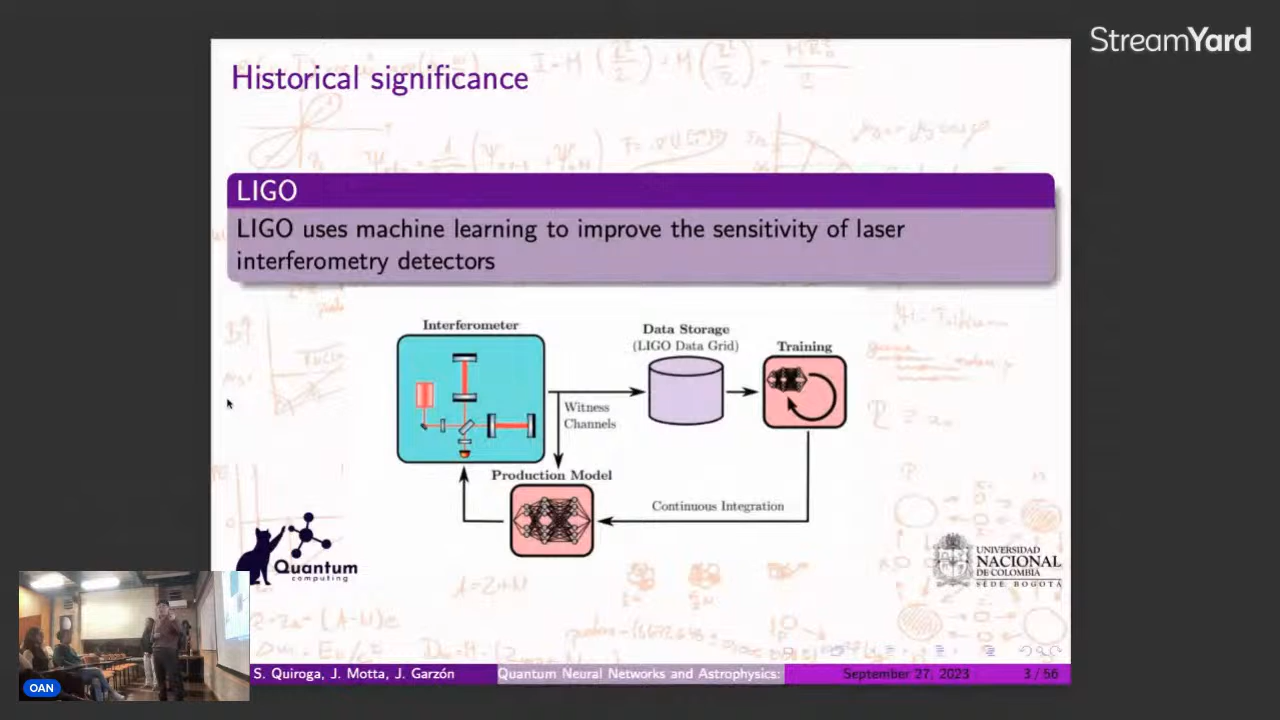 StreamYard
Historical significance
LIGO
LIGO uses machine learning to improve the sensitivity of laser
interferometry detectors
Interferometer
Data Storage
(LIGO Data Grid)
Training
Witness
Channels
Production Model
Continuous Integration
Quantum
computing
UNIVERSIDAD
NACIONAL
DE COLOMBIA
SEDE BOGOTÁ
OAN
S. Quiroga, J. Motta, J. Garzón
Quantum Neural Networks and Astrophysics:
September 27, 2023
3 / 56